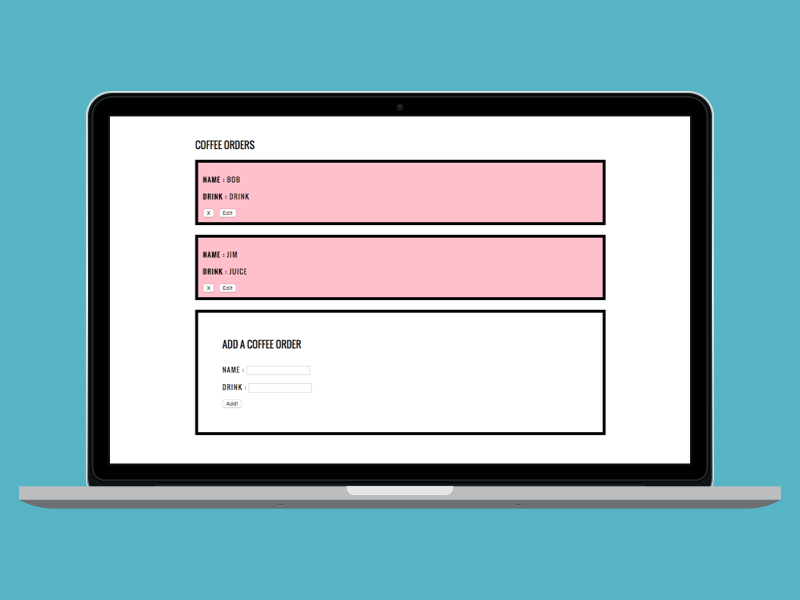 COFFEE ORDERS
NAME : BOB
DRINK : DRINK
X Edit
NAME : JIM
DRINK : JUICE
X Edit
ADD A COFFEE ORDER
NAME :
DRINK :
Add!